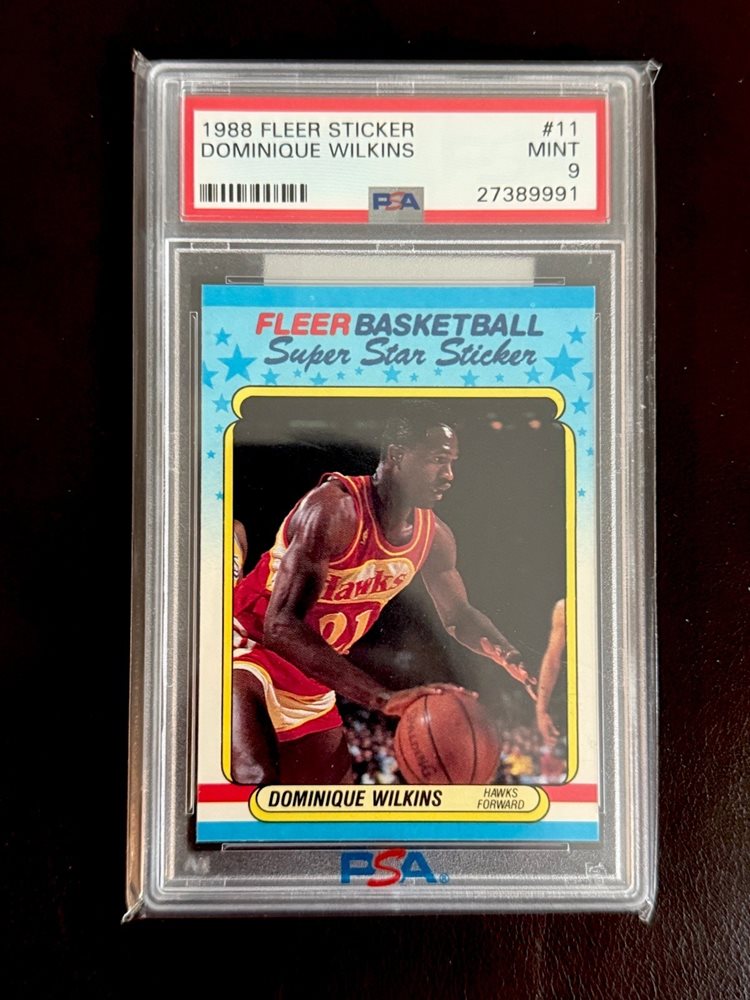 1988 FLEER STICKER #11
DOMINIQUE WILKINS MINT
9
PSA 27389991
FLEER BASKETBALL
Super Star Sticker
Hawks
21
SPALDING
DOMINIQUE WILKINS
HAWKS
FORWARD
PSA®